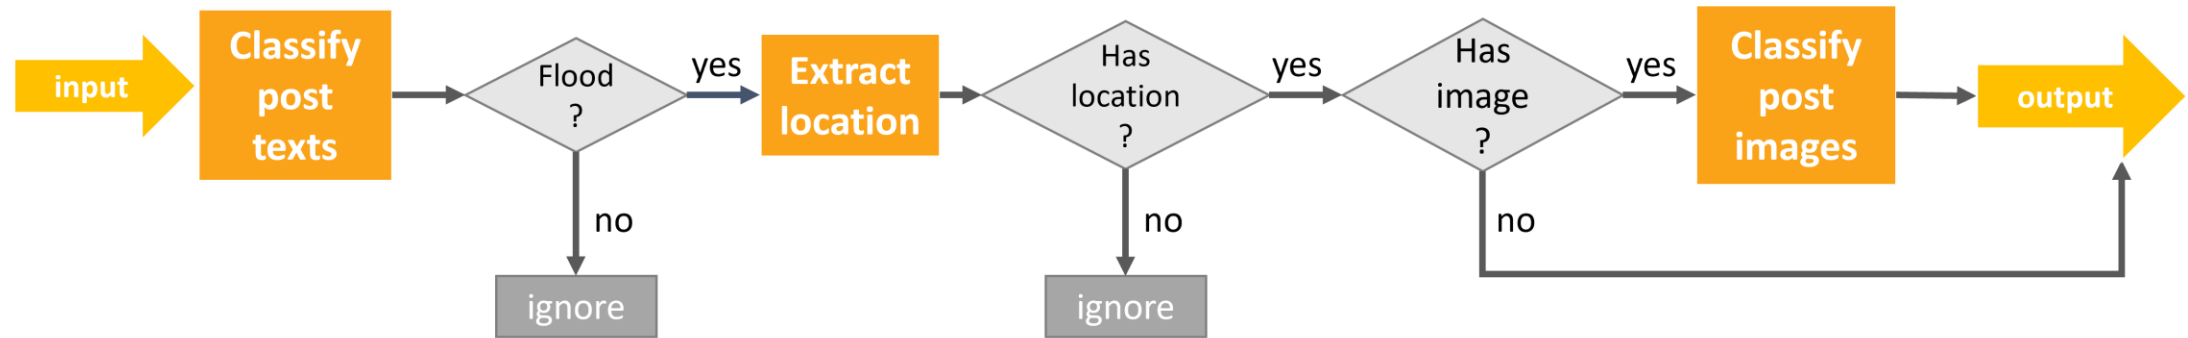 input
Classify
post
texts
Flood
?
yes
no
ignore
Extract
location
Has
location
?
yes
no
ignore
Has
image
?
yes
no
Classify
post
images
output